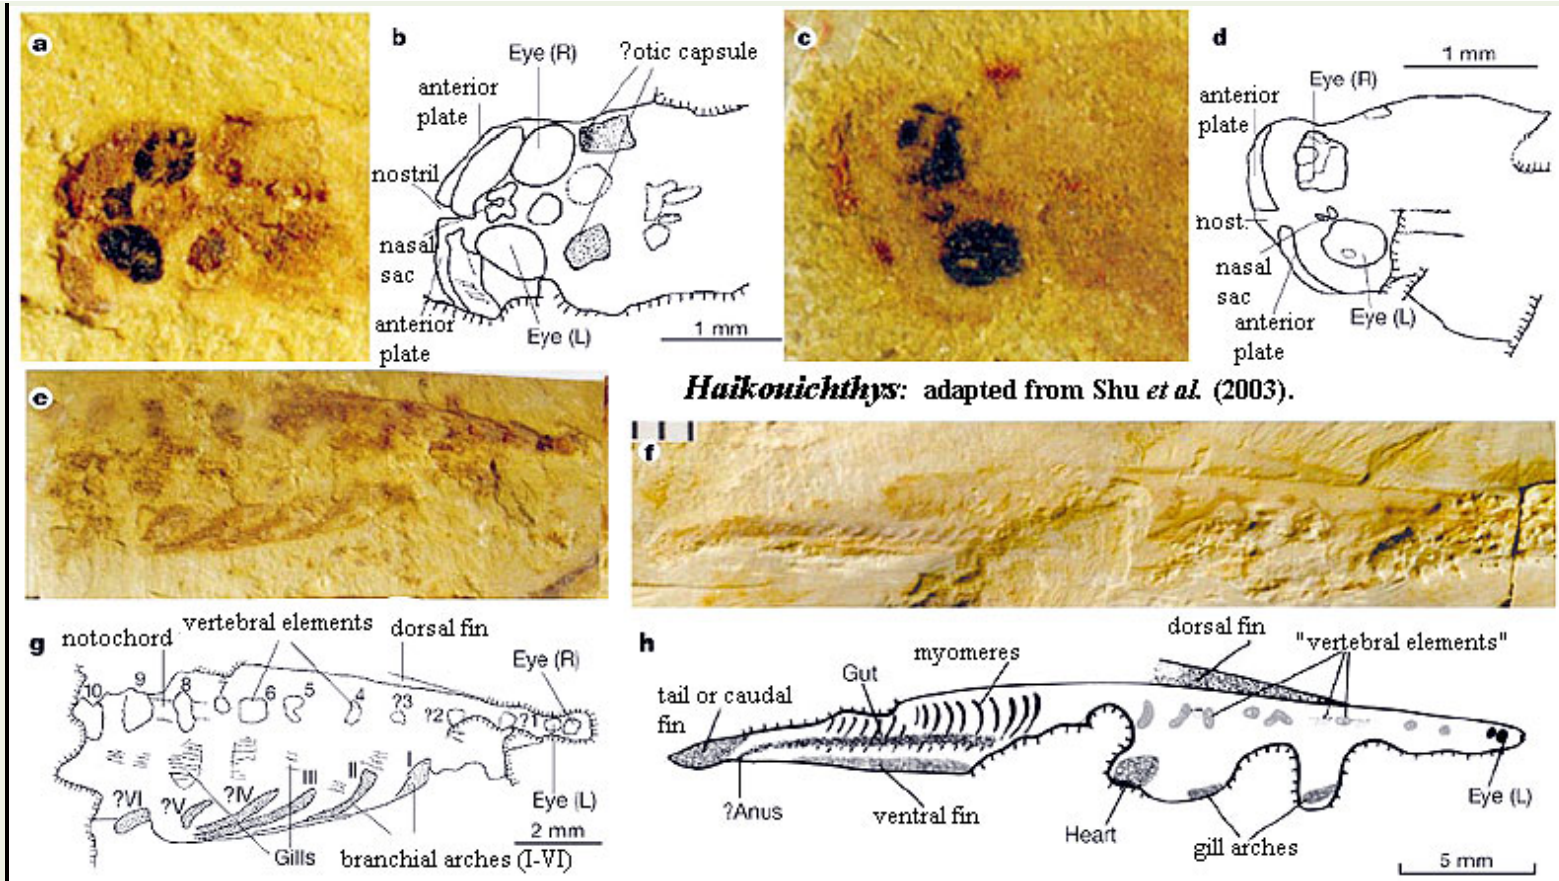 a
b
Eye (R)
?otic capsule
anterior
plate
nostril
nasal
sac
anterior
plate
Eye (L)
1 mm
c
d
1 mm
Eye (R)
anterior
plate
nost.
nasal
sac
anterior
plate
Eye (L)
Haikouichthys: adapted from Shu et al. (2003).
e
f
g
notochord
vertebral elements
dorsal fin
Eye (R)
10
9
8
6
5
4
?3
?2
?1
I
II
III
?IV
?V
?VI
Eye (L)
2 mm
Gills
branchial arches (I-VI)
h
dorsal fin
"vertebral elements"
myomeres
Gut
tail or caudal
fin
?Anus
ventral fin
Heart
gill arches
Eye (L)
5 mm